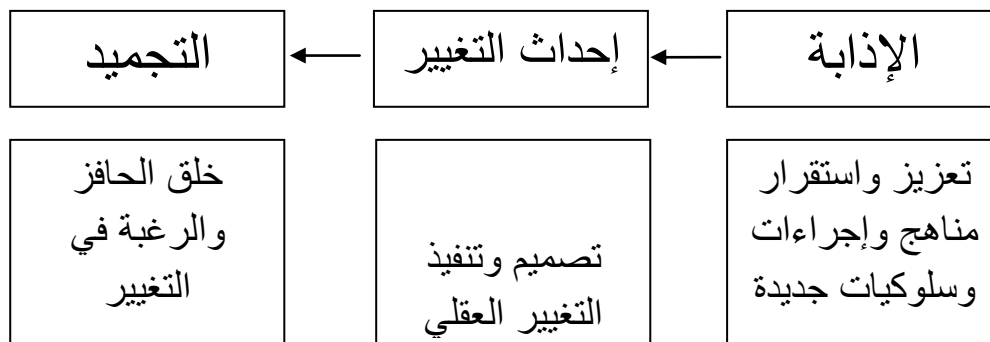 الإذابة
إحداث التغيير
التجميد
تعزيز واستقرار
مناهج وإجراءات
وسلوكيات جديدة
تصميم وتنفيذ
التغيير العقلي
خلق الحافز
والرغبة في
التغيير